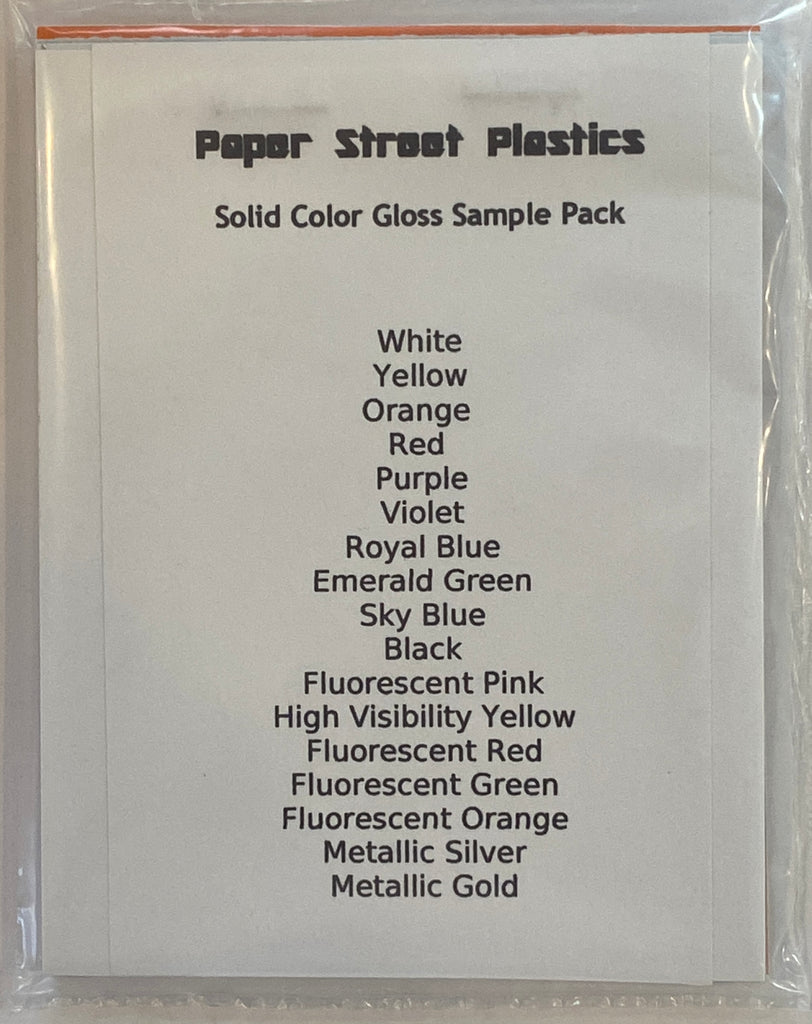 Paper Street Plastics
Solid Color Gloss Sample Pack
White
Yellow
Orange
Red
Purple
Violet
Royal Blue
Emerald Green
Sky Blue
Black
Fluorescent Pink
High Visibility Yellow
Fluorescent Red
Fluorescent Green
Fluorescent Orange
Metallic Silver
Metallic Gold